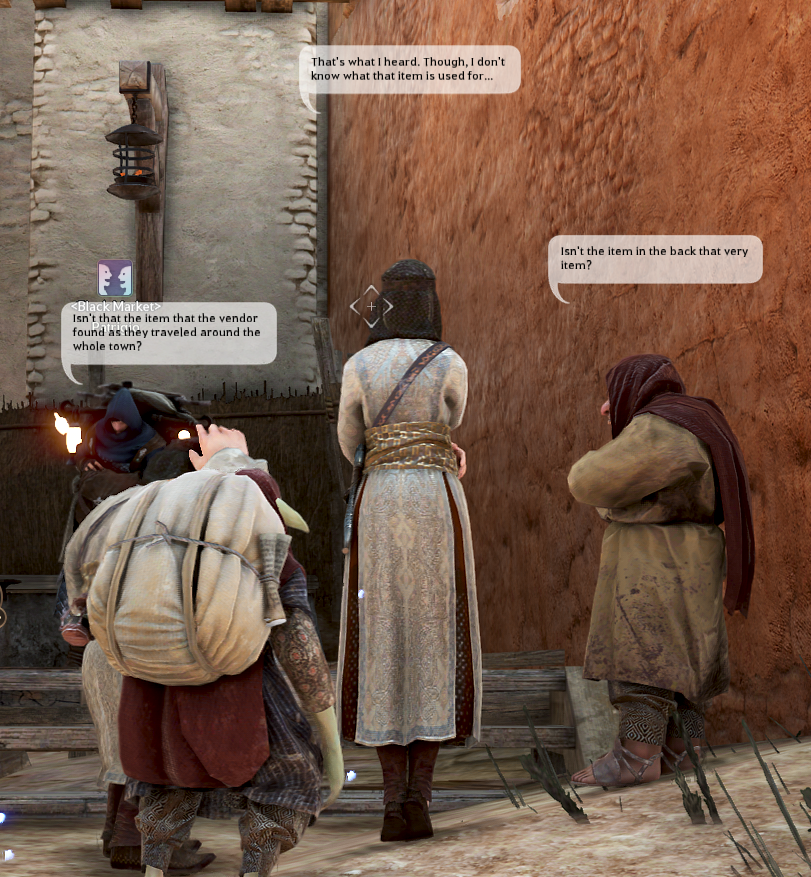 That's what I heard. Though, I don't
know what that item is used for...
Isn't the item in the back that very
item?
<Black Market>
Patrigio
Isn't that the item that the vendor
found as they traveled around the
whole town?